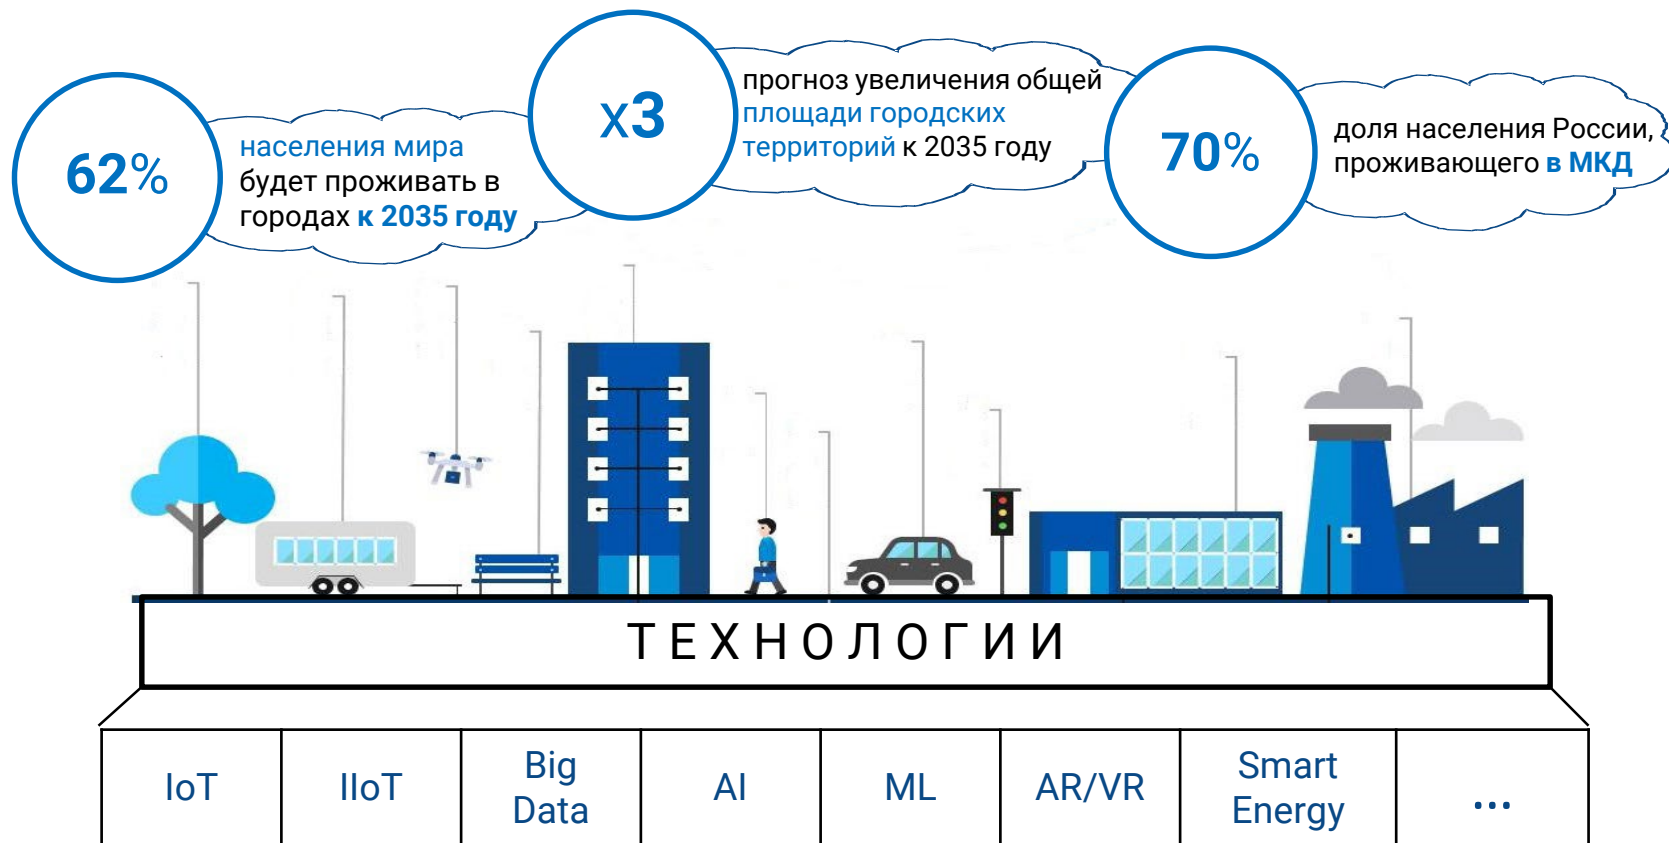 62%
населения мира
будет проживать в
городах к 2035 году
x3
прогноз увеличения общей
площади городских
территорий к 2035 году
70%
доля населения России,
проживающего в МКД
ТЕХНОЛОГИИ
IoT
IIoT
Big
Data
AI
ML
AR/VR
Smart
Energy
...